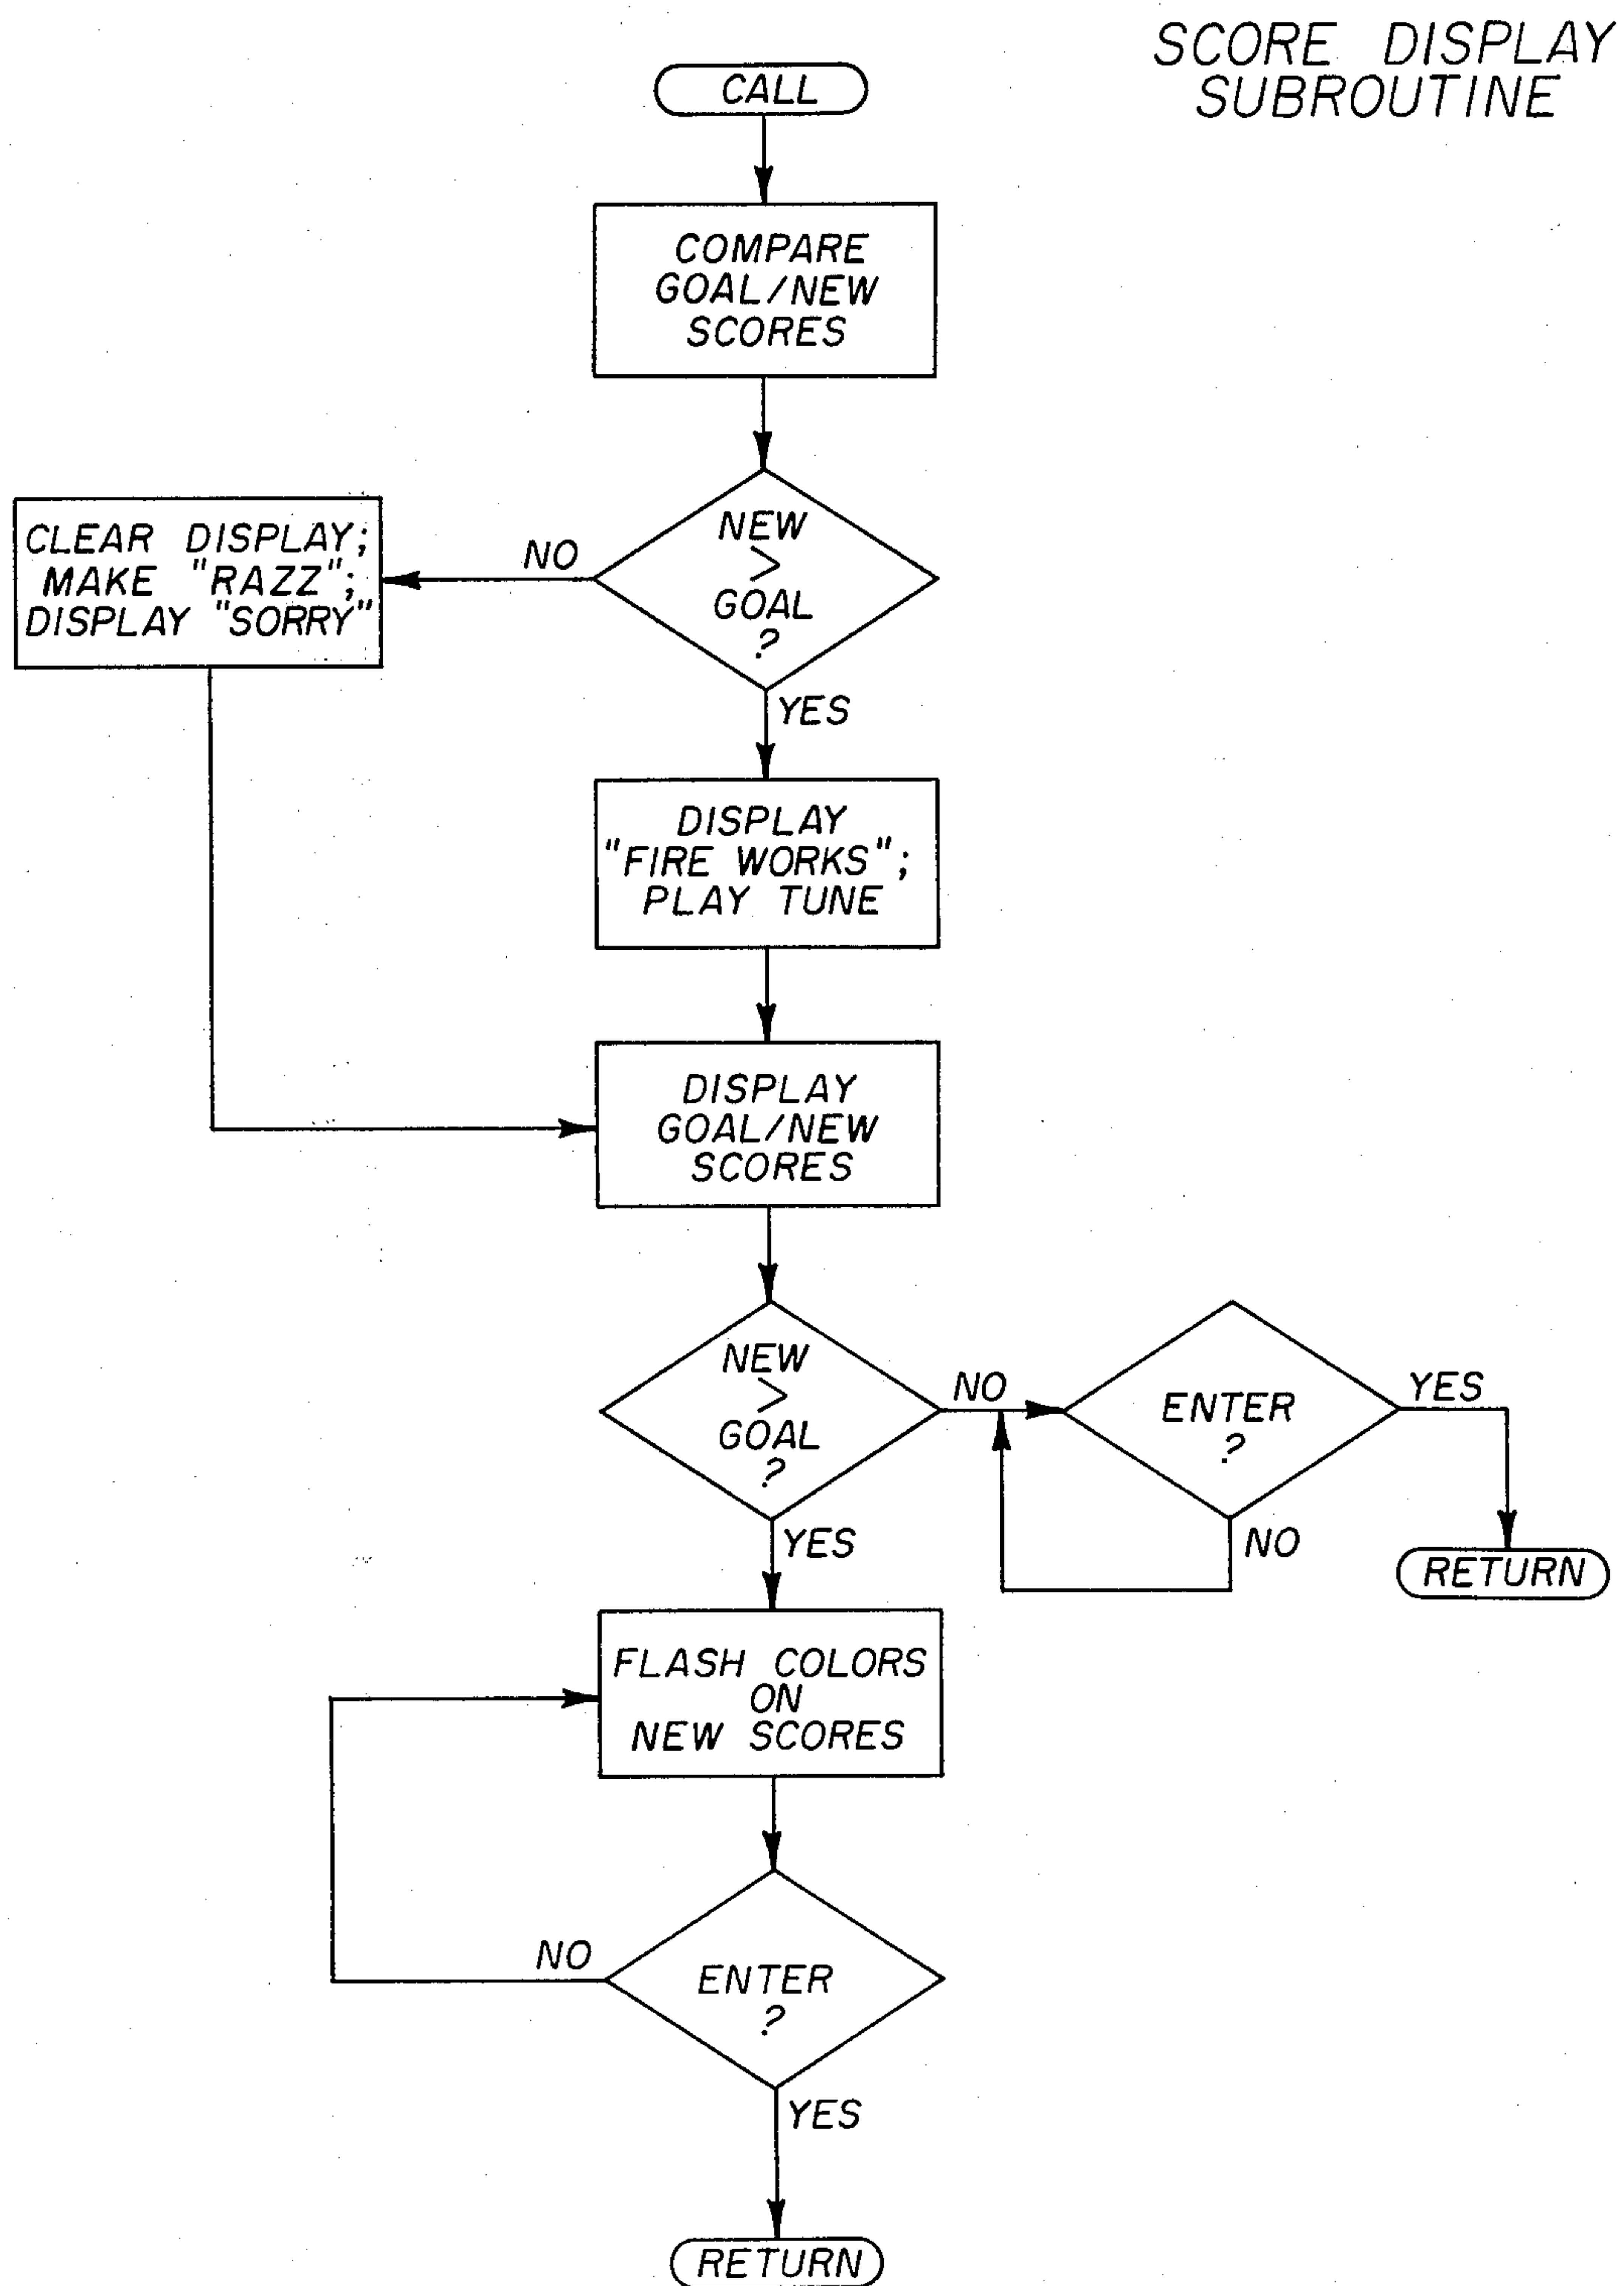 SCORE DISPLAY
SUBROUTINE
CALL
COMPARE
GOAL/NEW
SCORES
NEW
>
GOAL
?
NO
CLEAR DISPLAY;
MAKE "RAZZ";
DISPLAY "SORRY"
YES
DISPLAY
"FIRE WORKS";
PLAY TUNE
DISPLAY
GOAL/NEW
SCORES
NEW
>
GOAL
?
NO
ENTER
?
YES
NO
RETURN
YES
FLASH COLORS
ON
NEW SCORES
NO
ENTER
?
YES
RETURN